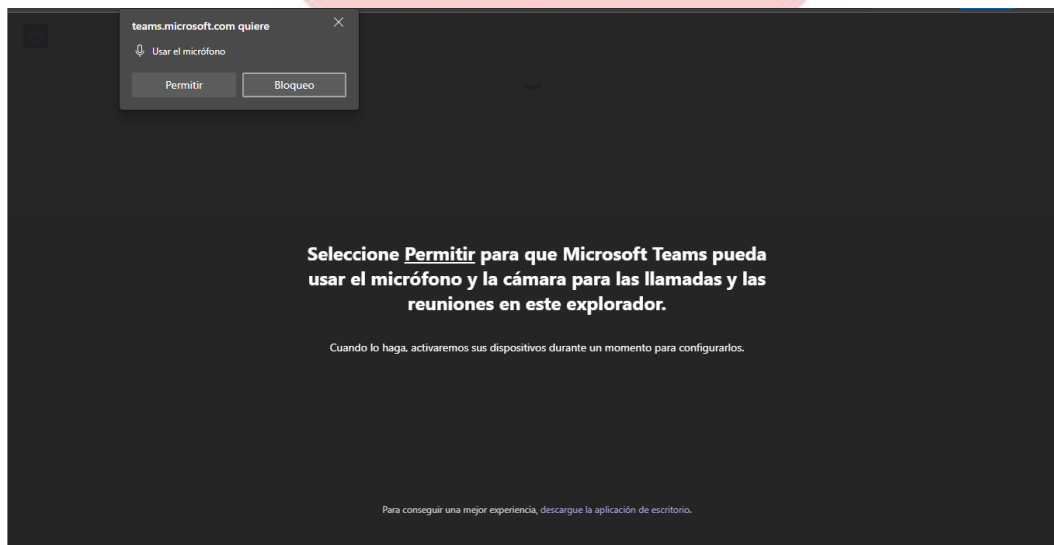 teams.microsoft.com quiere
Usar el micrófono
Permitir
Bloqueo
Seleccione Permitir para que Microsoft Teams pueda
usar el micrófono y la cámara para las llamadas y las
reuniones en este explorador.
Cuando lo haga, activaremos sus dispositivos durante un momento para configurarlos.
Para conseguir una mejor experiencia, descargue la aplicación de escritorio.